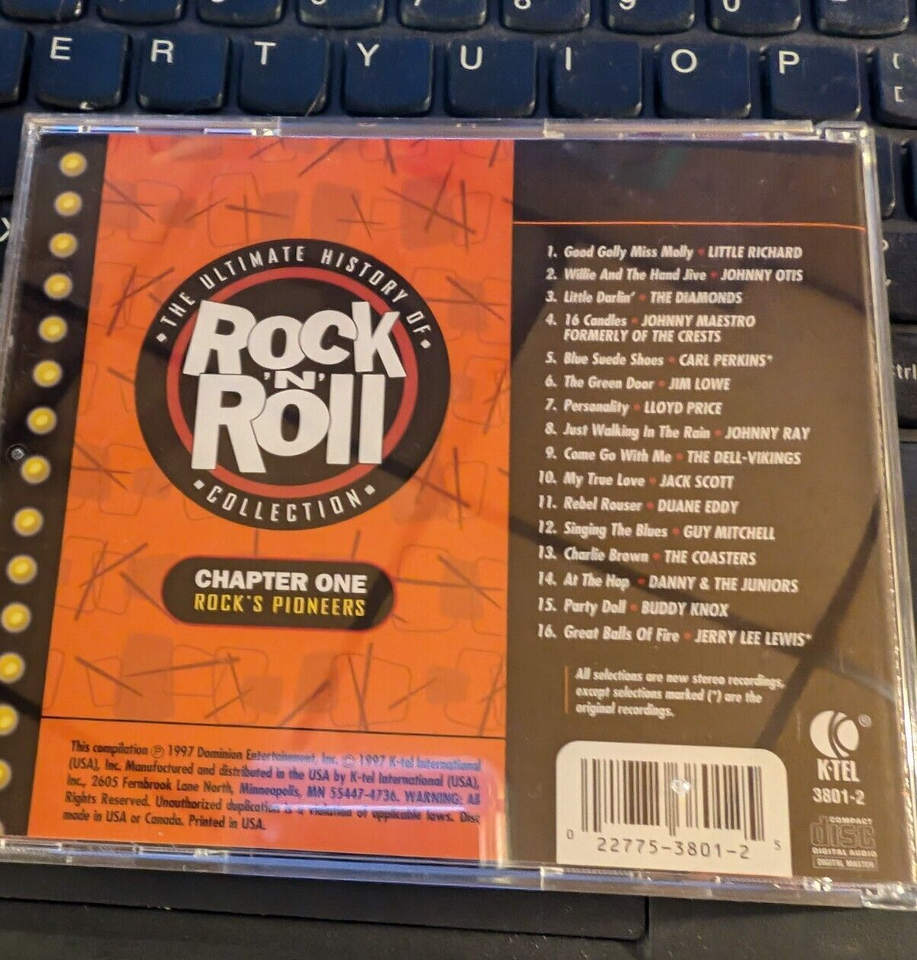 E R T Y U I O P
THE ULTIMATE HISTORY OF
ROCK
'N'
ROLL
COLLECTION
CHAPTER ONE
ROCK'S PIONEERS
1. Good Golly Miss Molly • LITTLE RICHARD
2. Willie And The Hand Jive • JOHNNY OTIS
3. Little Darlin' • THE DIAMONDS
4. 16 Candles • JOHNNY MAESTRO
FORMERLY OF THE CRESTS
5. Blue Suede Shoes • CARL PERKINS*
6. The Green Door • JIM LOWE
7. Personality • LLOYD PRICE
8. Just Walking In The Rain • JOHNNY RAY
9. Come Go With Me • THE DELL-VIKINGS
10. My True Love • JACK SCOTT
11. Rebel Rouser • DUANE EDDY
12. Singing The Blues • GUY MITCHELL
13. Charlie Brown • THE COASTERS
14. At The Hop • DANNY & THE JUNIORS
15. Party Doll • BUDDY KNOX
16. Great Balls Of Fire • JERRY LEE LEWIS*
All selections are new stereo recordings,
except selections marked (*) are the
original recordings.
This compilation ℗ 1997 Dominion Entertainment, Inc. © 1997 K-tel International
(USA), Inc. Manufactured and distributed in the USA by K-tel International (USA),
Inc., 2605 Fernbrook Lane North, Minneapolis, MN 55447-4736. WARNING: All
Rights Reserved. Unauthorized duplication is a violation of applicable laws. Disc
made in USA or Canada. Printed in USA.
0 22775-3801-2 5
®
K-TEL
3801-2
COMPACT
disc
DIGITAL AUDIO
DIGITAL MASTER